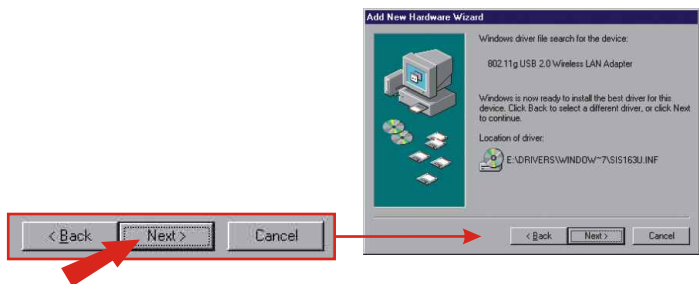 Add New Hardware Wizard
Windows driver file search for the device:
802.11g USB 2.0 Wireless LAN Adapter
Windows is now ready to install the best driver for this
device. Click Back to select a different driver, or click Next
to continue.
Location of driver:
E:\DRIVERS\WINDOW~7\SIS163U.INF
< Back Next > Cancel
< Back Next > Cancel